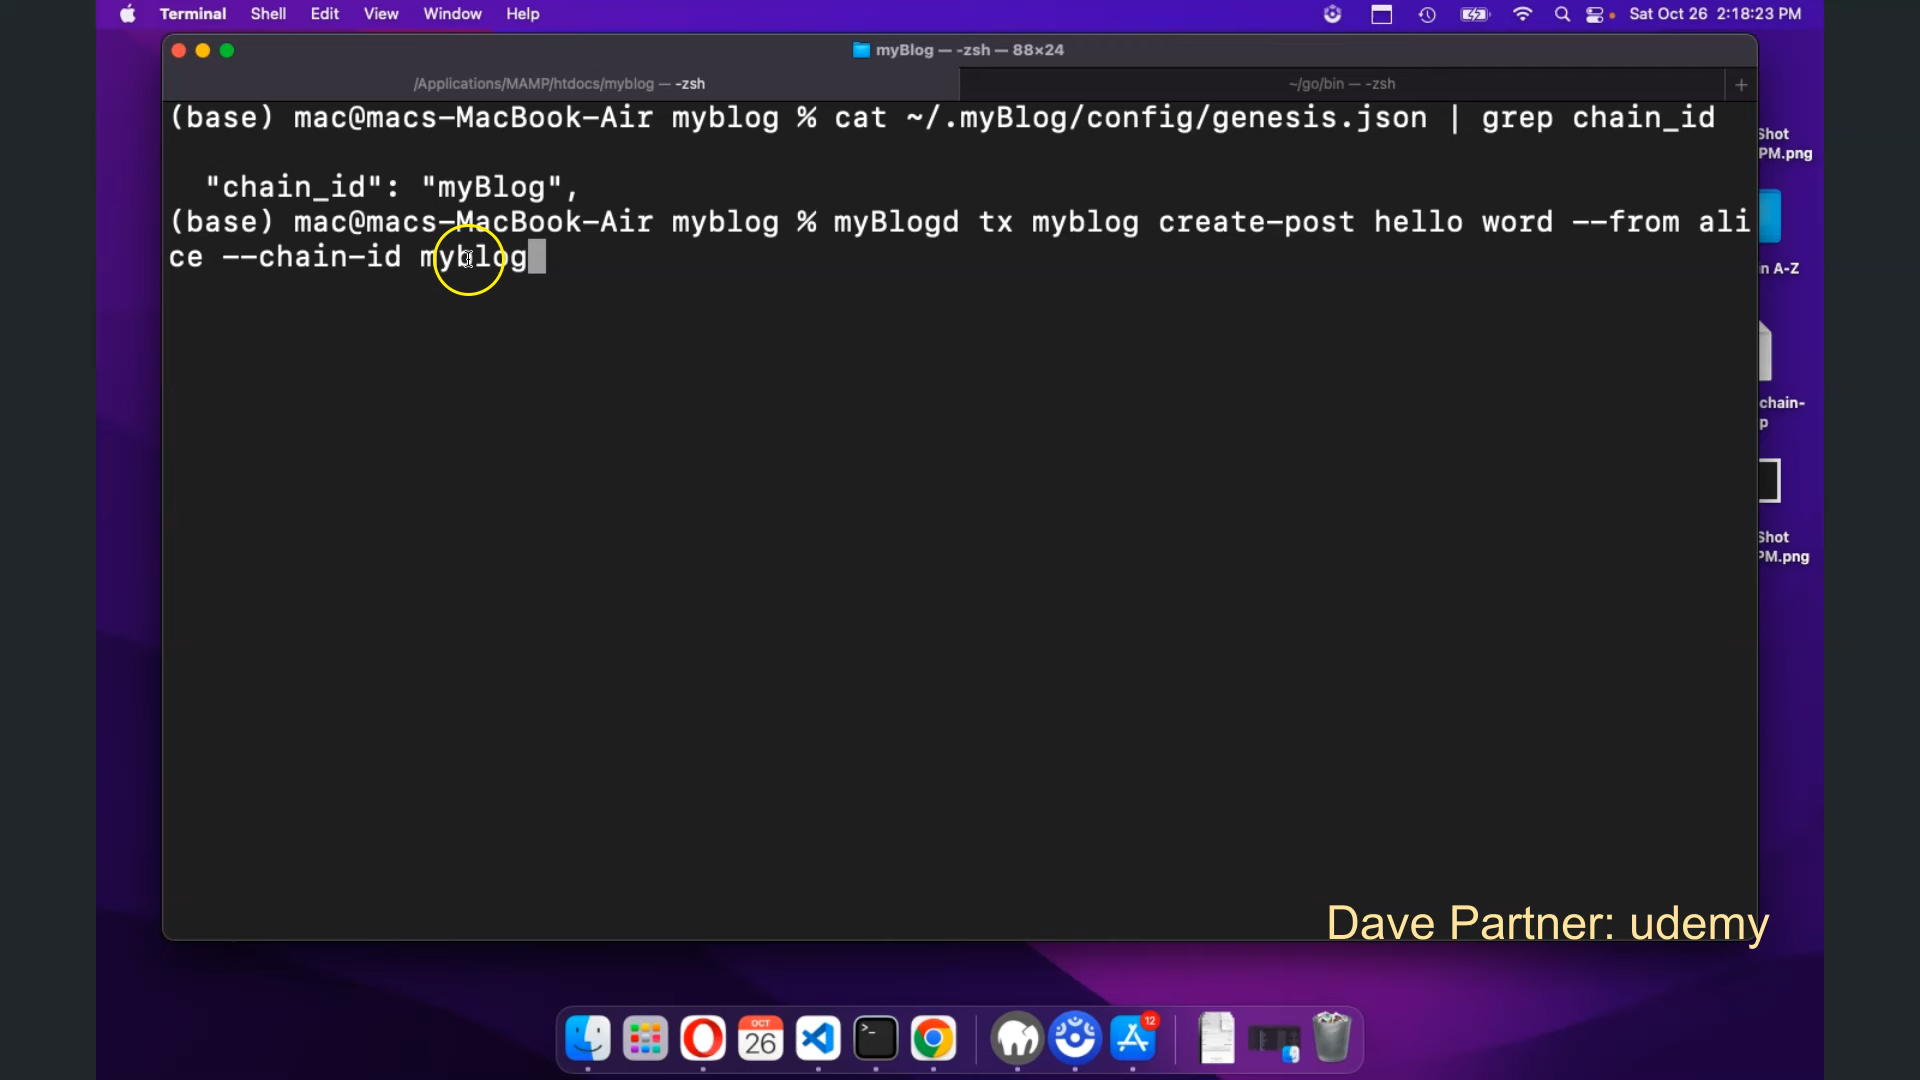 Terminal Shell Edit View Window Help Sat Oct 26 2:18:23 PM
myBlog — -zsh — 88×24
/Applications/MAMP/htdocs/myblog — -zsh ~/go/bin — -zsh +
(base) mac@macs-MacBook-Air myblog % cat ~/.myBlog/config/genesis.json | grep chain_id
"chain_id": "myBlog",
(base) mac@macs-MacBook-Air myblog % myBlogd tx myblog create-post hello word --from ali
ce --chain-id myblog
Shot
PM.png
in A-Z
chain-
p
Shot
PM.png
Dave Partner: udemy
OCT
26
>_
12